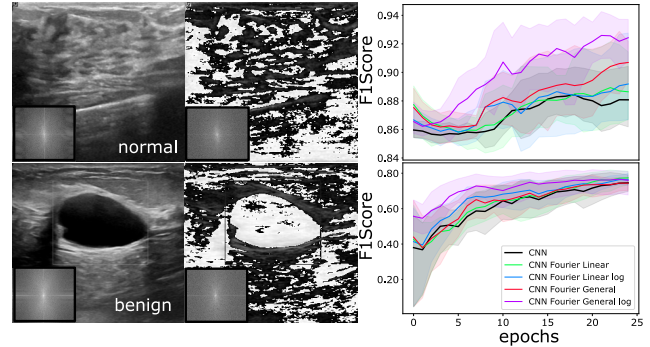 normal
benign
F1Score
0.94
0.92
0.90
0.88
0.86
0.84
F1Score
0.80
0.60
0.40
0.20
CNN
CNN Fourier Linear
CNN Fourier Linear log
CNN Fourier General
CNN Fourier General log
0 5 10 15 20 25
epochs